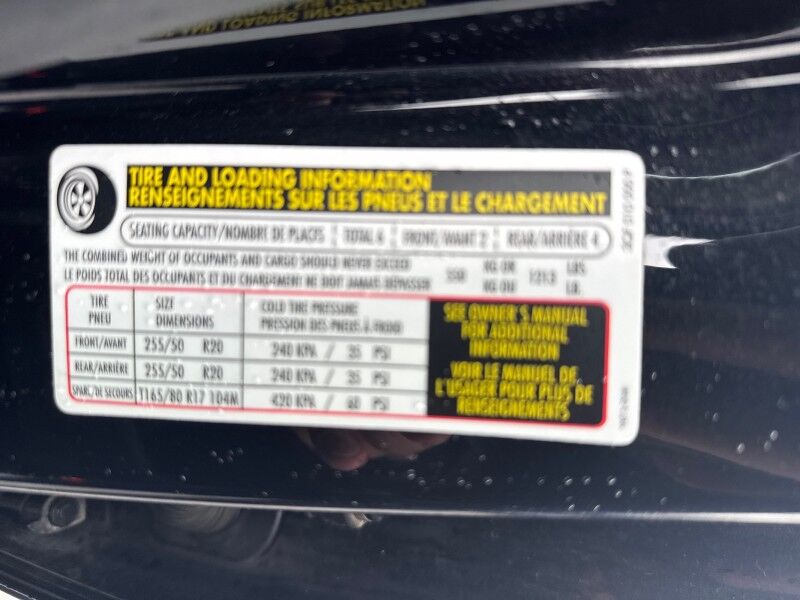 TIRE AND LOADING INFORMATION
RENSEIGNEMENTS SUR LES PNEUS ET LE CHARGEMENT
SEATING CAPACITY/NOMBRE DE PLACES TOTAL 6 FRONT/AVANT 2 REAR/ARRIÈRE 4
THE COMBINED WEIGHT OF OCCUPANTS AND CARGO SHOULD NEVER EXCEED
LE POIDS TOTAL DES OCCUPANTS ET DU CHARGEMENT NE DOIT JAMAIS DÉPASSER
550 KG OR 1213 LBS
KG OU LB.
TIRE SIZE COLD TIRE PRESSURE
PNEU DIMENSIONS PRESSION DES PNEUS À FROID
FRONT/AVANT 255/50 R20 240 KPA / 35 PSI
REAR/ARRIÈRE 255/50 R20 240 KPA / 35 PSI
SPARE/DE SECOURS T165/80 R17 104M 420 KPA / 60 PSI
SEE OWNER'S MANUAL
FOR ADDITIONAL
INFORMATION
VOIR LE MANUEL DE
L'USAGER POUR PLUS DE
RENSEIGNEMENTS